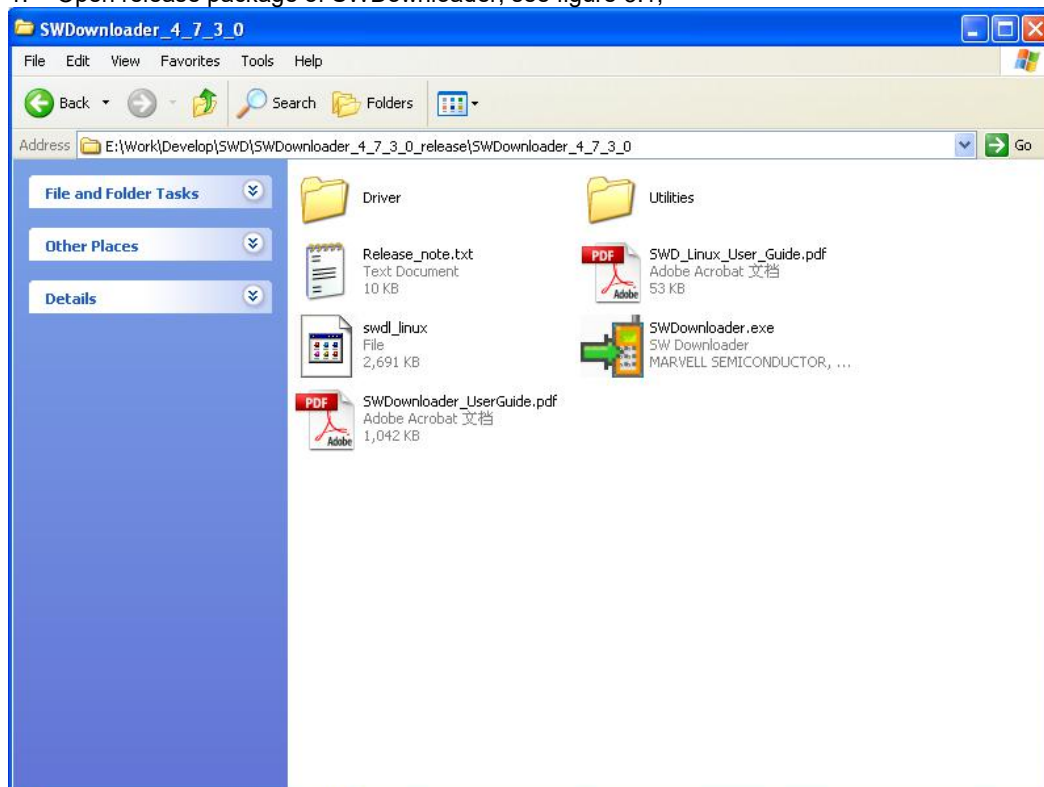 SWDownloader_4_7_3_0
File Edit View Favorites Tools Help
Back Search Folders
Address E:\Work\Develop\SWD\SWDownloader_4_7_3_0_release\SWDownloader_4_7_3_0 Go
File and Folder Tasks
Other Places
Details
Driver
Utilities
Release_note.txt
Text Document
10 KB
PDF
Adobe
SWD_Linux_User_Guide.pdf
Adobe Acrobat 文档
53 KB
swdl_linux
File
2,691 KB
SWDownloader.exe
SW Downloader
MARVELL SEMICONDUCTOR, ...
PDF
Adobe
SWDownloader_UserGuide.pdf
Adobe Acrobat 文档
1,042 KB